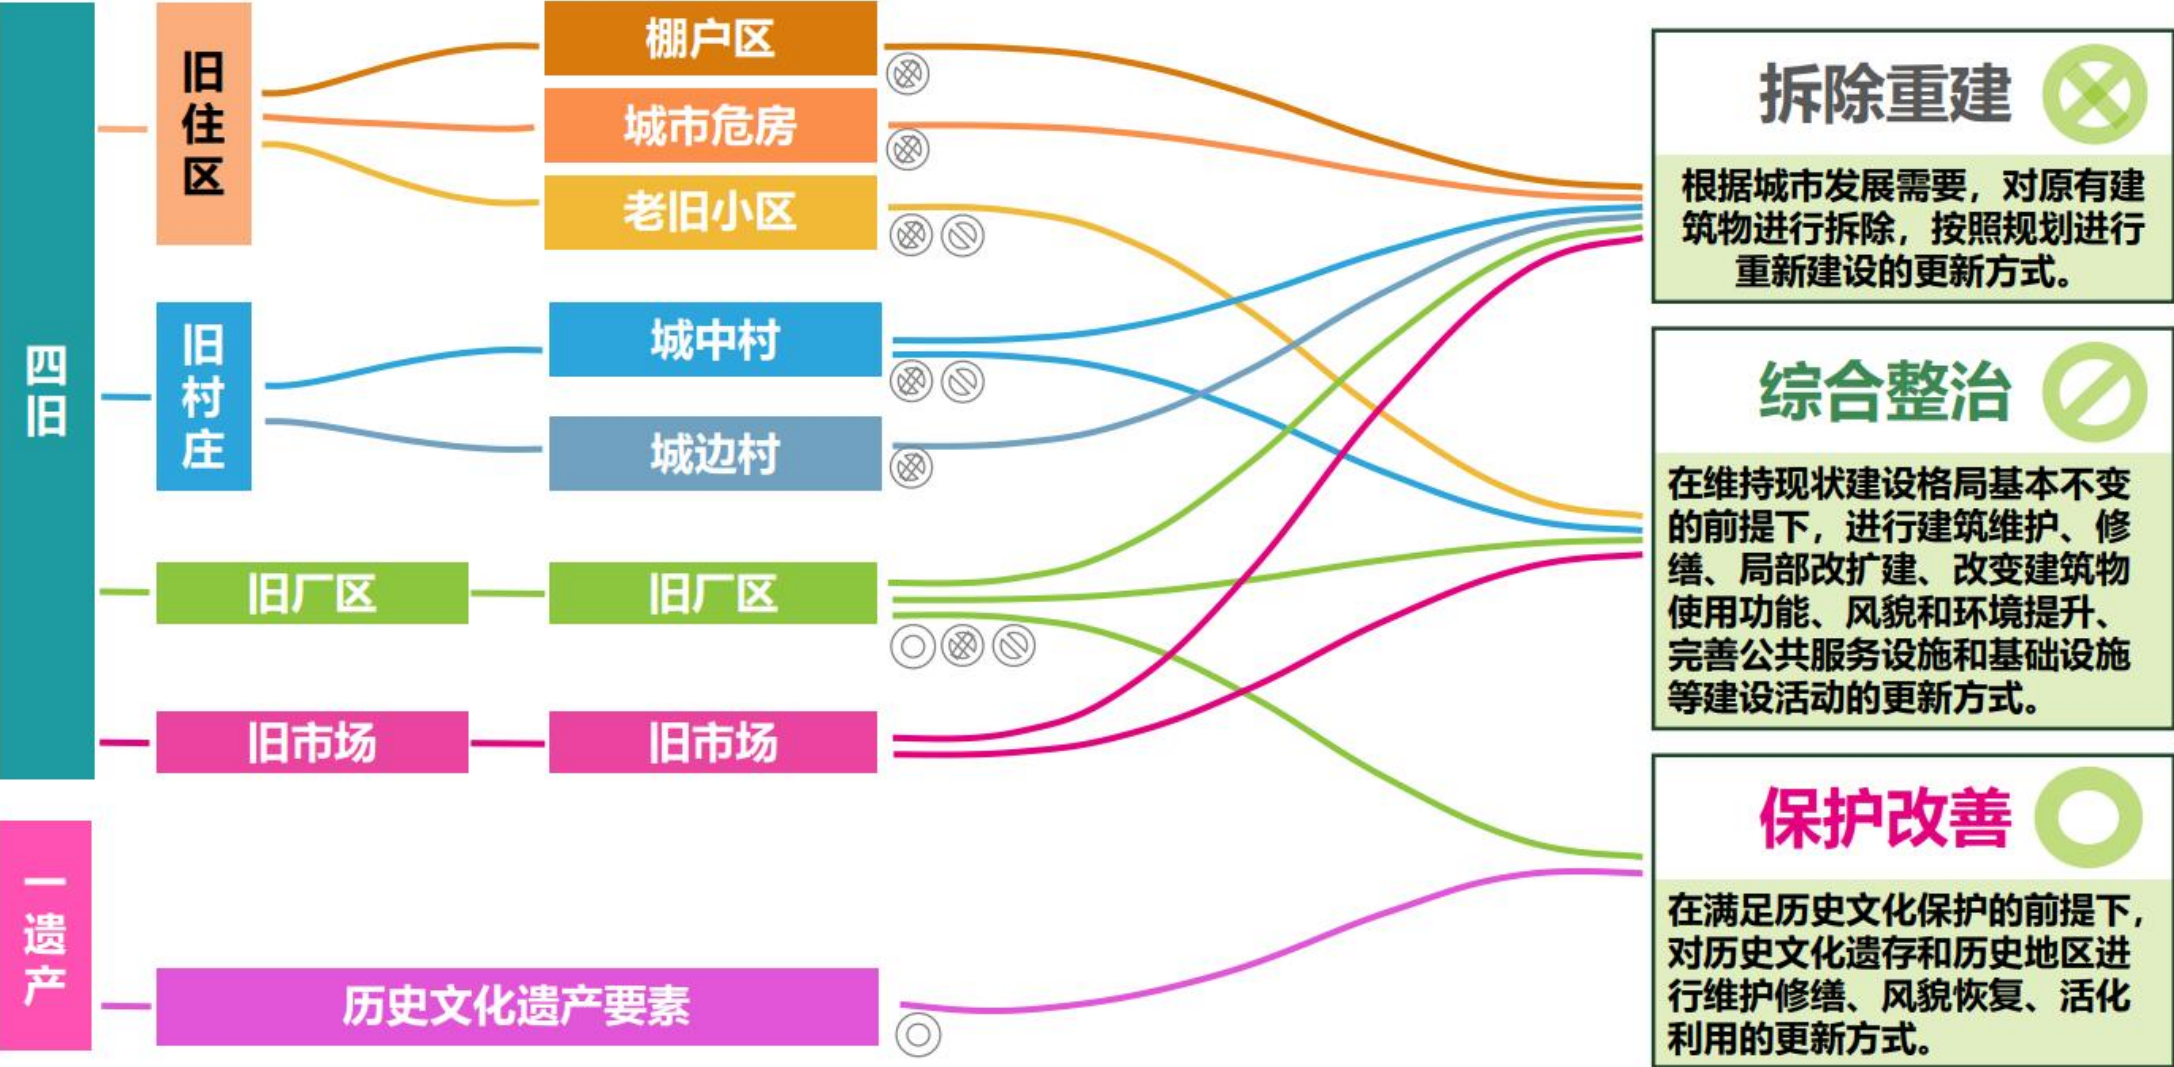 四旧
旧住区
棚户区
城市危房
老旧小区
旧村庄
城中村
城边村
旧厂区
旧厂区
旧市场
旧市场
一遗产
历史文化遗产要素
拆除重建
根据城市发展需要，对原有建
筑物进行拆除，按照规划进行
重新建设的更新方式。
综合整治
在维持现状建设格局基本不变
的前提下，进行建筑维护、修
缮、局部改扩建、改变建筑物
使用功能、风貌和环境提升、
完善公共服务设施和基础设施
等建设活动的更新方式。
保护改善
在满足历史文化保护的前提下，
对历史文化遗存和历史地区进
行维护修缮、风貌恢复、活化
利用的更新方式。